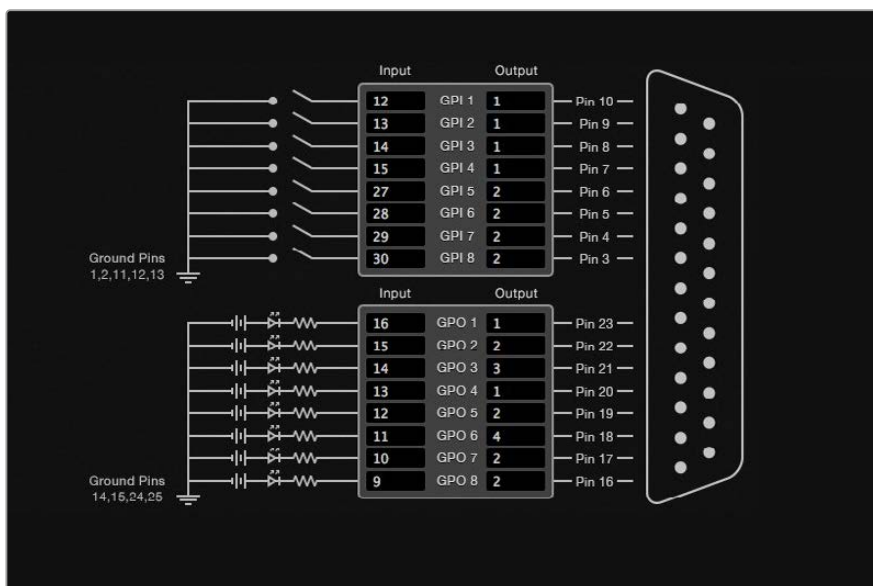 Input Output
12 GPI 1 1 Pin 10
13 GPI 2 1 Pin 9
14 GPI 3 1 Pin 8
15 GPI 4 1 Pin 7
27 GPI 5 2 Pin 6
28 GPI 6 2 Pin 5
29 GPI 7 2 Pin 4
30 GPI 8 2 Pin 3
Ground Pins
1,2,11,12,13
Input Output
16 GPO 1 1 Pin 23
15 GPO 2 2 Pin 22
14 GPO 3 3 Pin 21
13 GPO 4 1 Pin 20
12 GPO 5 2 Pin 19
11 GPO 6 4 Pin 18
10 GPO 7 2 Pin 17
9 GPO 8 2 Pin 16
Ground Pins
14,15,24,25